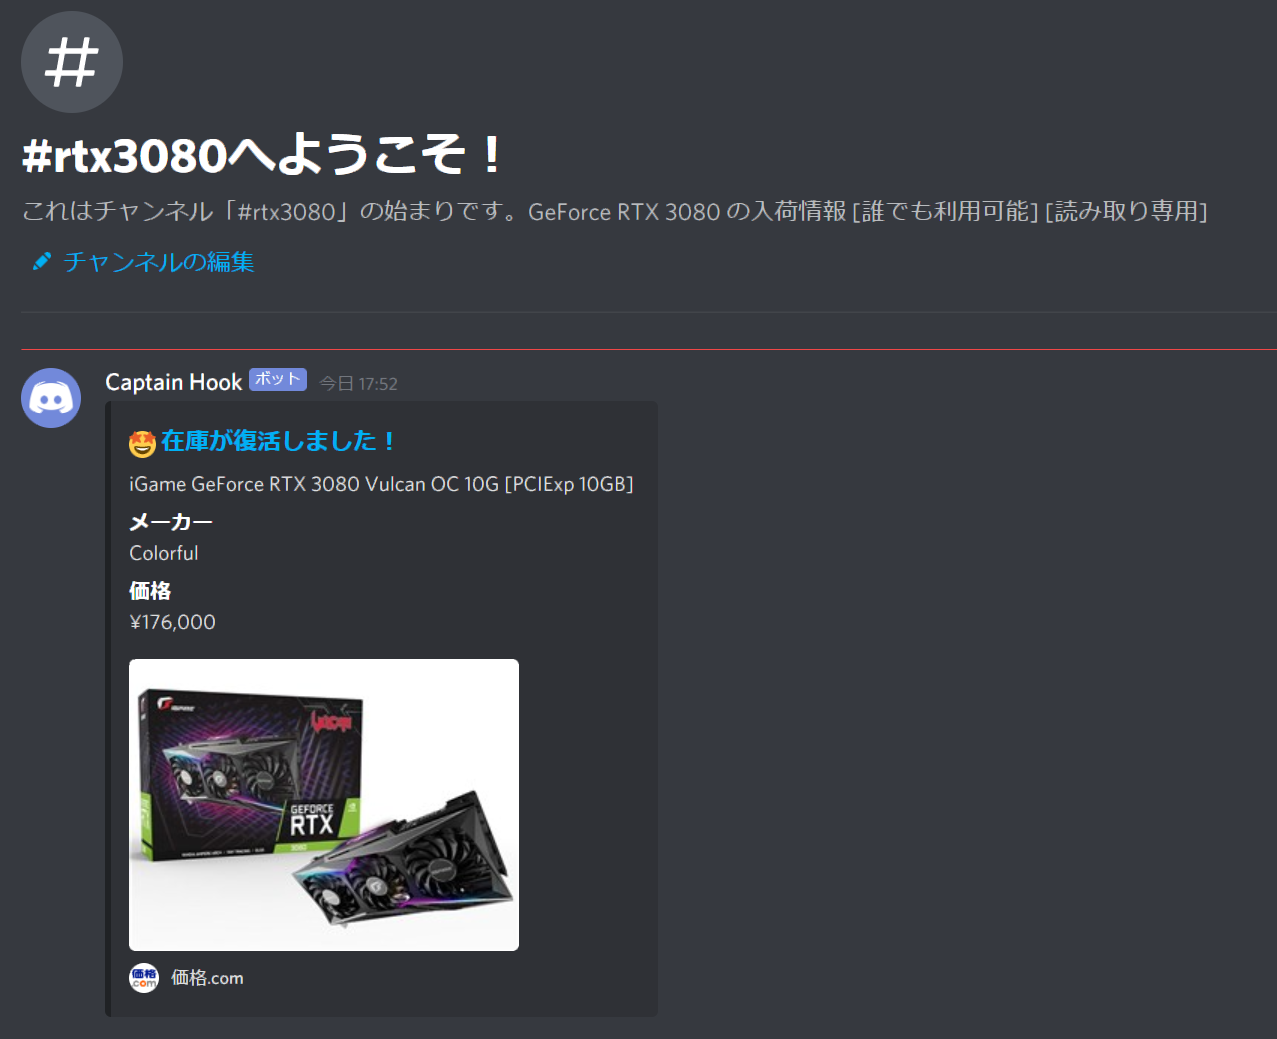 #rtx3080へようこそ！
これはチャンネル「#rtx3080」の始まりです。GeForce RTX 3080 の入荷情報 [誰でも利用可能] [読み取り専用]
チャンネルの編集
Captain Hook ボット 今日 17:52
在庫が復活しました！
iGame GeForce RTX 3080 Vulcan OC 10G [PCIExp 10GB]
メーカー
Colorful
価格
¥176,000
iGAME
Vulcan
GEFORCE
RTX
3080
価格
com
価格.com